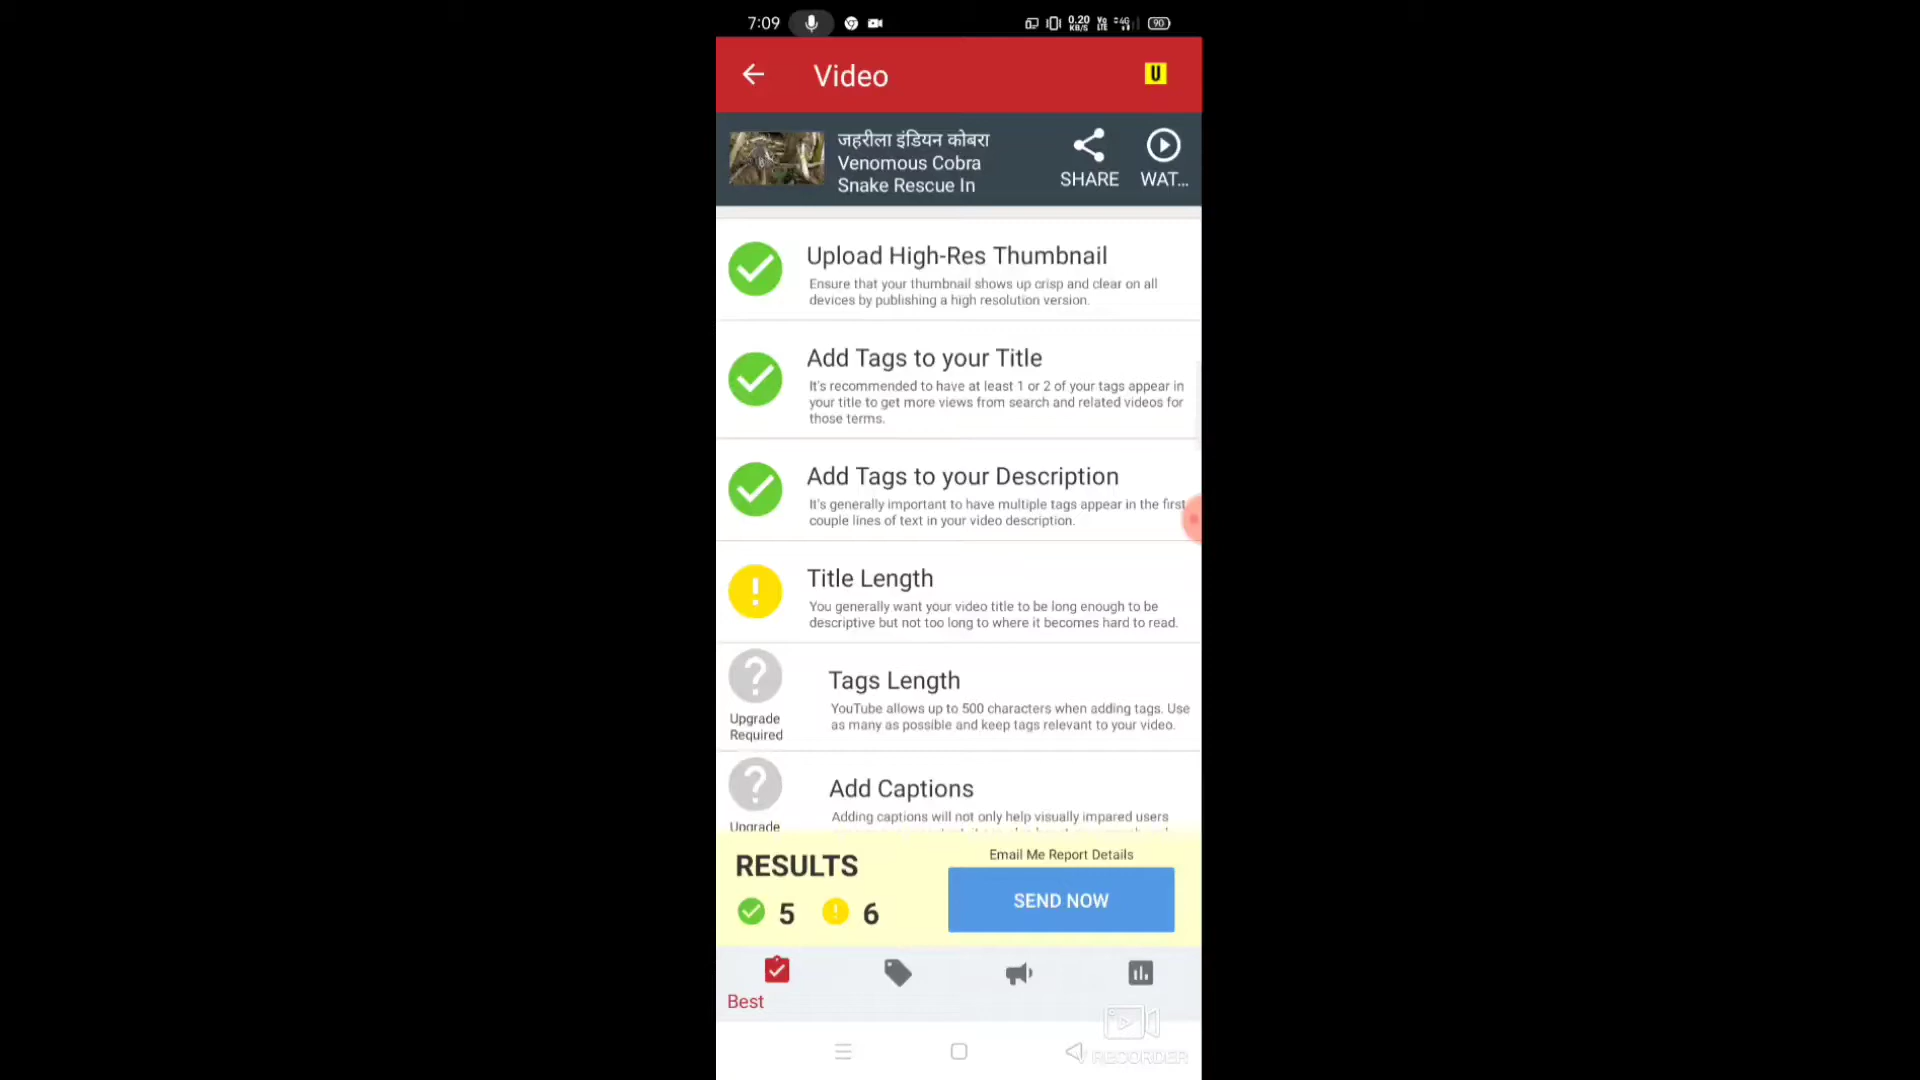 7:09
0.20
KB/S
Vo
LTE
4G
90
Video
U
जहरीला इंडियन कोबरा
Venomous Cobra
Snake Rescue In
SHARE
WAT...
Upload High-Res Thumbnail
Ensure that your thumbnail shows up crisp and clear on all
devices by publishing a high resolution version.
Add Tags to your Title
It's recommended to have at least 1 or 2 of your tags appear in
your title to get more views from search and related videos for
those terms.
Add Tags to your Description
It's generally important to have multiple tags appear in the first
couple lines of text in your video description.
Title Length
You generally want your video title to be long enough to be
descriptive but not too long to where it becomes hard to read.
Upgrade
Required
Tags Length
YouTube allows up to 500 characters when adding tags. Use
as many as possible and keep tags relevant to your video.
Add Captions
Adding captions will not only help visually impared users
Upgrade
RESULTS
5
6
Email Me Report Details
SEND NOW
Best
RECORDER